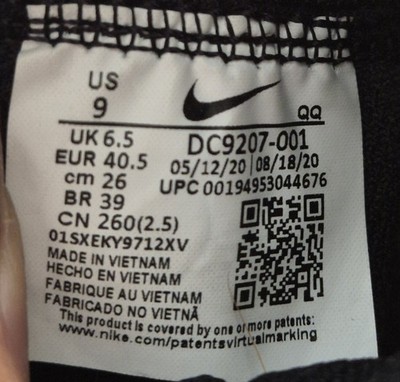 US
9
QQ
UK 6.5
EUR 40.5
cm 26
BR 39
CN 260(2.5)
DC9207-001
05/12/20 | 08/18/20
UPC 00194953044676
01SXEKY9712XV
MADE IN VIETNAM
HECHO EN VIETNAM
FABRIQUE AU VIETNAM
FABRICADO NO VIETNÃ
This product is covered by one or more patents:
www.nike.com/patentsvirtualmarking